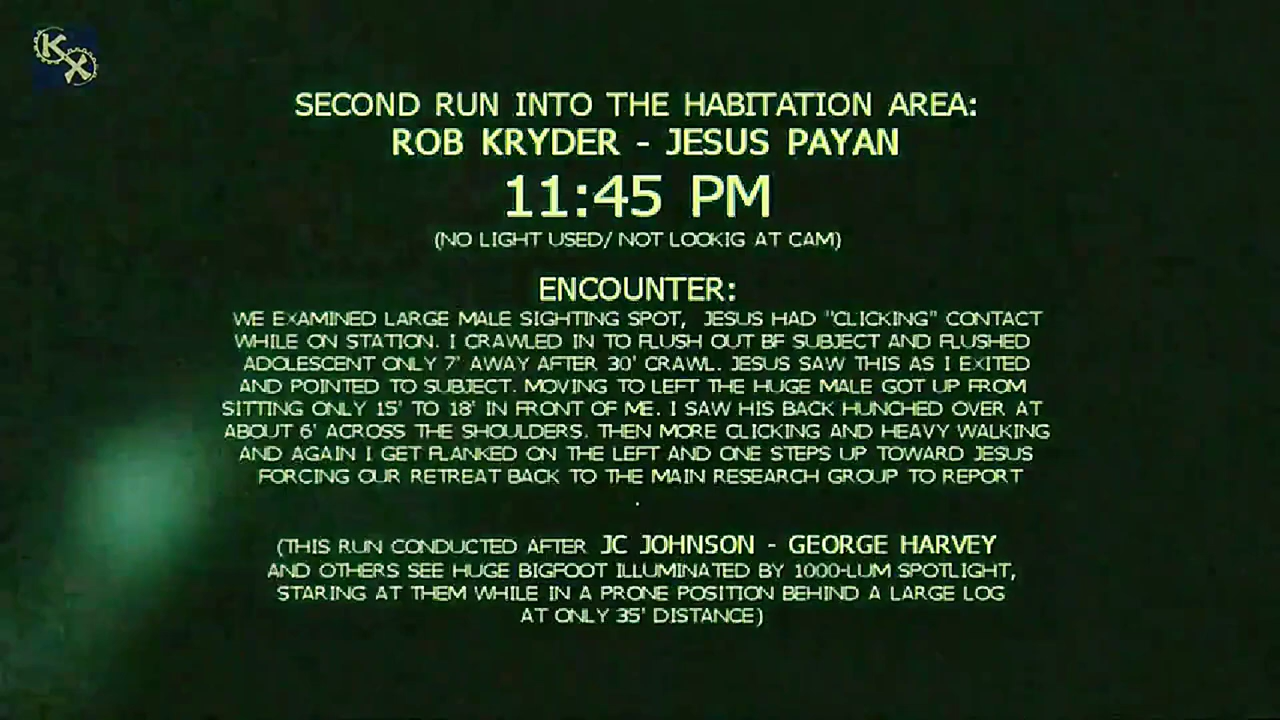 KX
SECOND RUN INTO THE HABITATION AREA:
ROB KRYDER - JESUS PAYAN
11:45 PM
(NO LIGHT USED/ NOT LOOKIG AT CAM)
ENCOUNTER:
WE EXAMINED LARGE MALE SIGHTING SPOT, JESUS HAD "CLICKING" CONTACT
WHILE ON STATION. I CRAWLED IN TO FLUSH OUT BF SUBJECT AND FLUSHED
ADOLESCENT ONLY 7' AWAY AFTER 30' CRAWL. JESUS SAW THIS AS I EXITED
AND POINTED TO SUBJECT. MOVING TO LEFT THE HUGE MALE GOT UP FROM
SITTING ONLY 15' TO 18' IN FRONT OF ME. I SAW HIS BACK HUNCHED OVER AT
ABOUT 6' ACROSS THE SHOULDERS. THEN MORE CLICKING AND HEAVY WALKING
AND AGAIN I GET FLANKED ON THE LEFT AND ONE STEPS UP TOWARD JESUS
FORCING OUR RETREAT BACK TO THE MAIN RESEARCH GROUP TO REPORT
.
(THIS RUN CONDUCTED AFTER JC JOHNSON - GEORGE HARVEY
AND OTHERS SEE HUGE BIGFOOT ILLUMINATED BY 1000-LUM SPOTLIGHT,
STARING AT THEM WHILE IN A PRONE POSITION BEHIND A LARGE LOG
AT ONLY 35' DISTANCE)